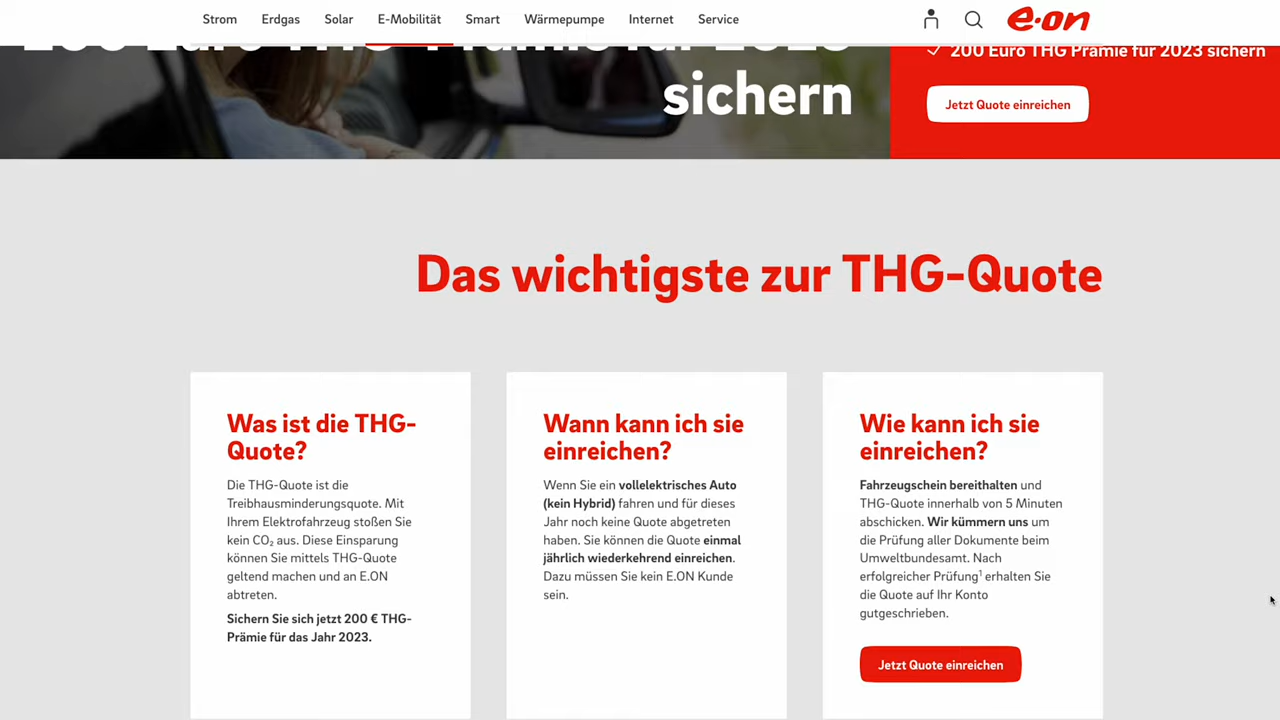 Strom Erdgas Solar E-Mobilität Smart Wärmepumpe Internet Service
e·on
200 Euro THG Prämie für 2023
sichern
200 Euro THG Prämie für 2023 sichern
Jetzt Quote einreichen
Das wichtigste zur THG-Quote
Was ist die THG-
Quote?
Die THG-Quote ist die
Treibhausminderungsquote. Mit
Ihrem Elektrofahrzeug stoßen Sie
kein CO₂ aus. Diese Einsparung
können Sie mittels THG-Quote
geltend machen und an E.ON
abtreten.
Sichern Sie sich jetzt 200 € THG-
Prämie für das Jahr 2023.
Wann kann ich sie
einreichen?
Wenn Sie ein vollelektrisches Auto
(kein Hybrid) fahren und für dieses
Jahr noch keine Quote abgetreten
haben. Sie können die Quote einmal
jährlich wiederkehrend einreichen.
Dazu müssen Sie kein E.ON Kunde
sein.
Wie kann ich sie
einreichen?
Fahrzeugschein bereithalten und
THG-Quote innerhalb von 5 Minuten
abschicken. Wir kümmern uns um
die Prüfung aller Dokumente beim
Umweltbundesamt. Nach
erfolgreicher Prüfung¹ erhalten Sie
die Quote auf Ihr Konto
gutgeschrieben.
Jetzt Quote einreichen